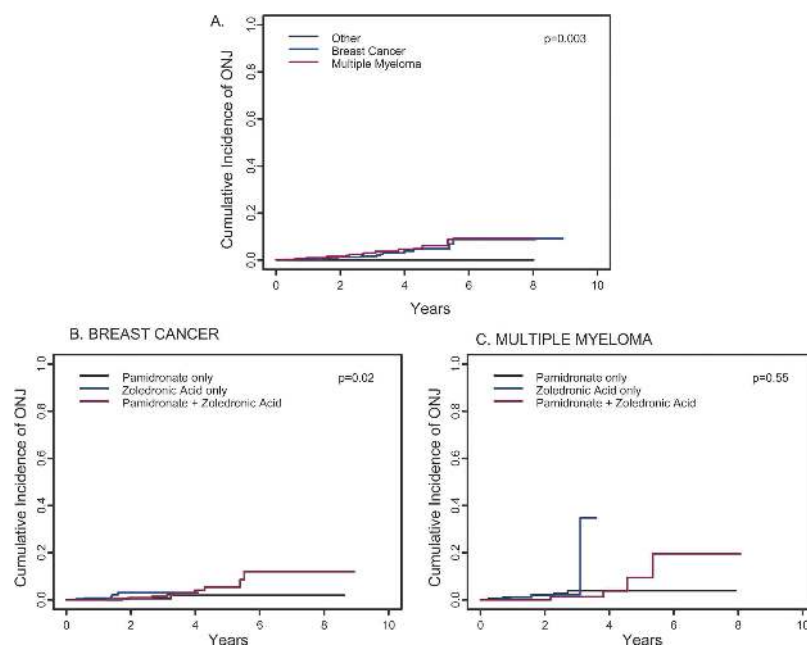 A.
Other
Breast Cancer
Multiple Myeloma
p=0.003
Cumulative Incidence of ONJ
0.0 0.2 0.4 0.6 0.8 1.0
0 2 4 6 8 10
Years
B. BREAST CANCER
Pamidronate only
Zoledronic Acid only
Pamidronate + Zoledronic Acid
p=0.02
Cumulative Incidence of ONJ
0.0 0.2 0.4 0.6 0.8 1.0
0 2 4 6 8 10
Years
C. MULTIPLE MYELOMA
Pamidronate only
Zoledronic Acid only
Pamidronate + Zoledronic Acid
p=0.55
Cumulative Incidence of ONJ
0.0 0.2 0.4 0.6 0.8 1.0
0 2 4 6 8 10
Years